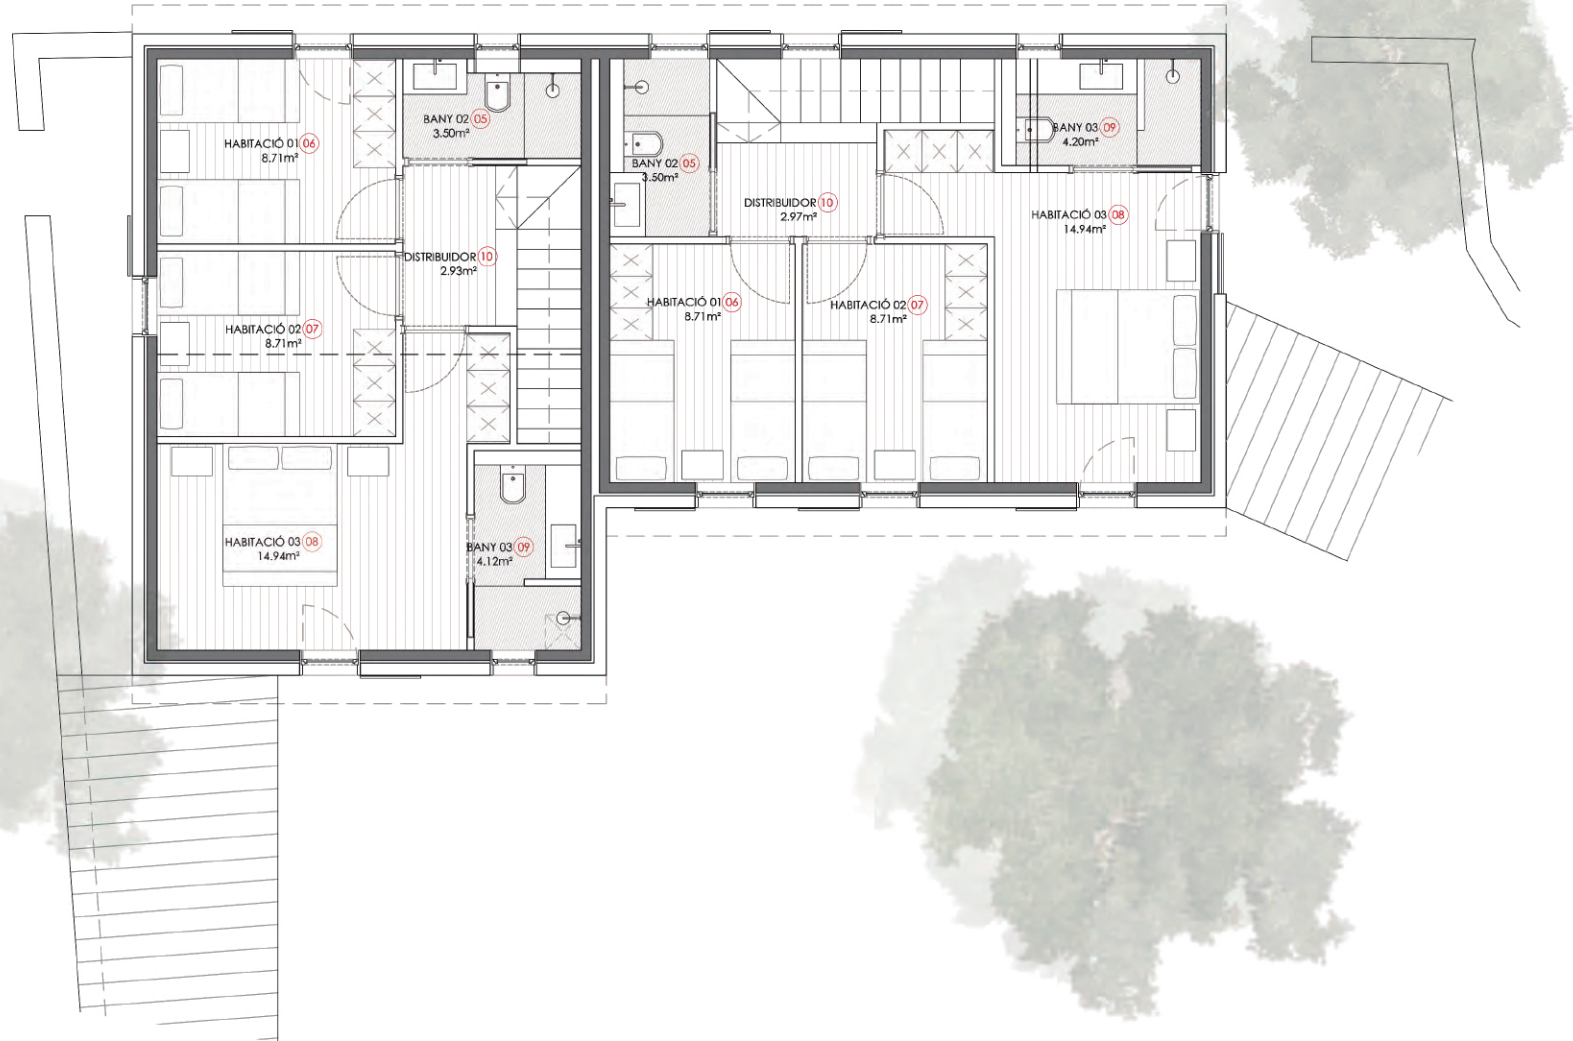 HABITACIÓ 01 06
8.71m²
BANY 02 05
3.50m²
DISTRIBUIDOR 10
2.93m²
HABITACIÓ 02 07
8.71m²
HABITACIÓ 03 08
14.94m²
BANY 03 09
4.12m²
BANY 02 05
3.50m²
DISTRIBUIDOR 10
2.97m²
BANY 03 09
4.20m²
HABITACIÓ 03 08
14.94m²
HABITACIÓ 01 06
8.71m²
HABITACIÓ 02 07
8.71m²